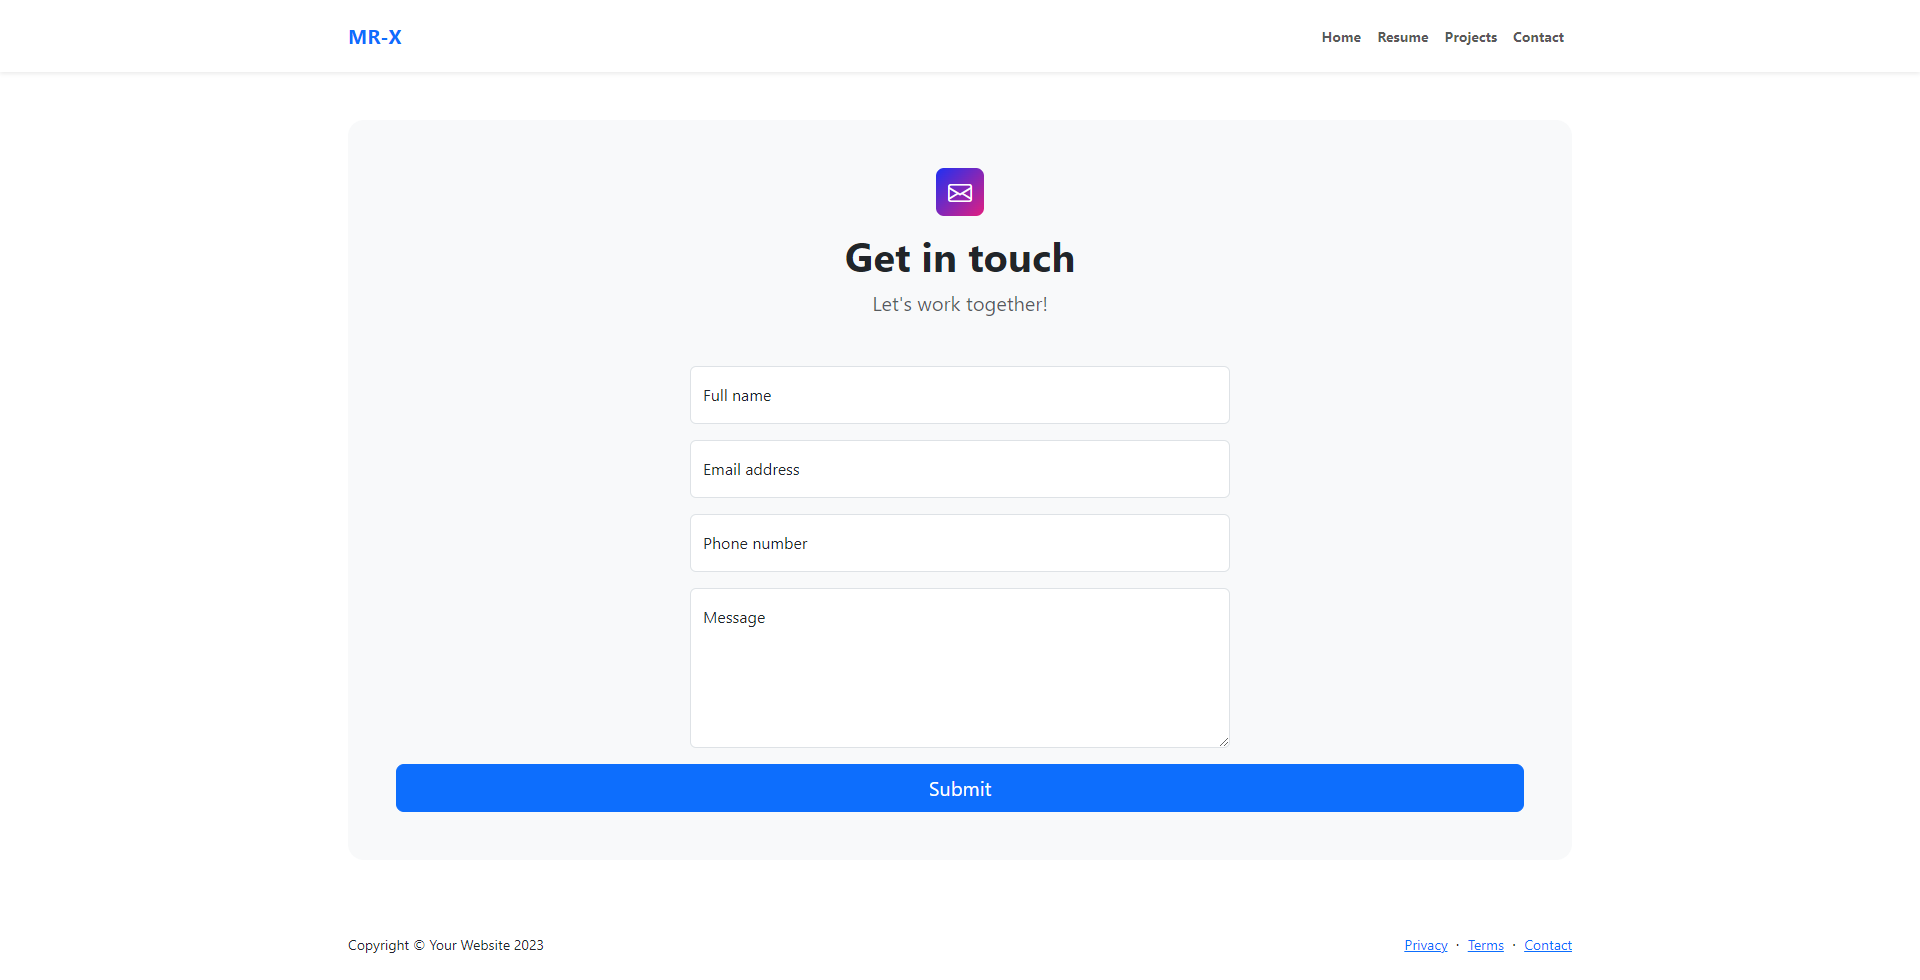 MR-X
Home Resume Projects Contact
Get in touch
Let's work together!
Full name
Email address
Phone number
Message
Submit
Copyright © Your Website 2023
Privacy · Terms · Contact